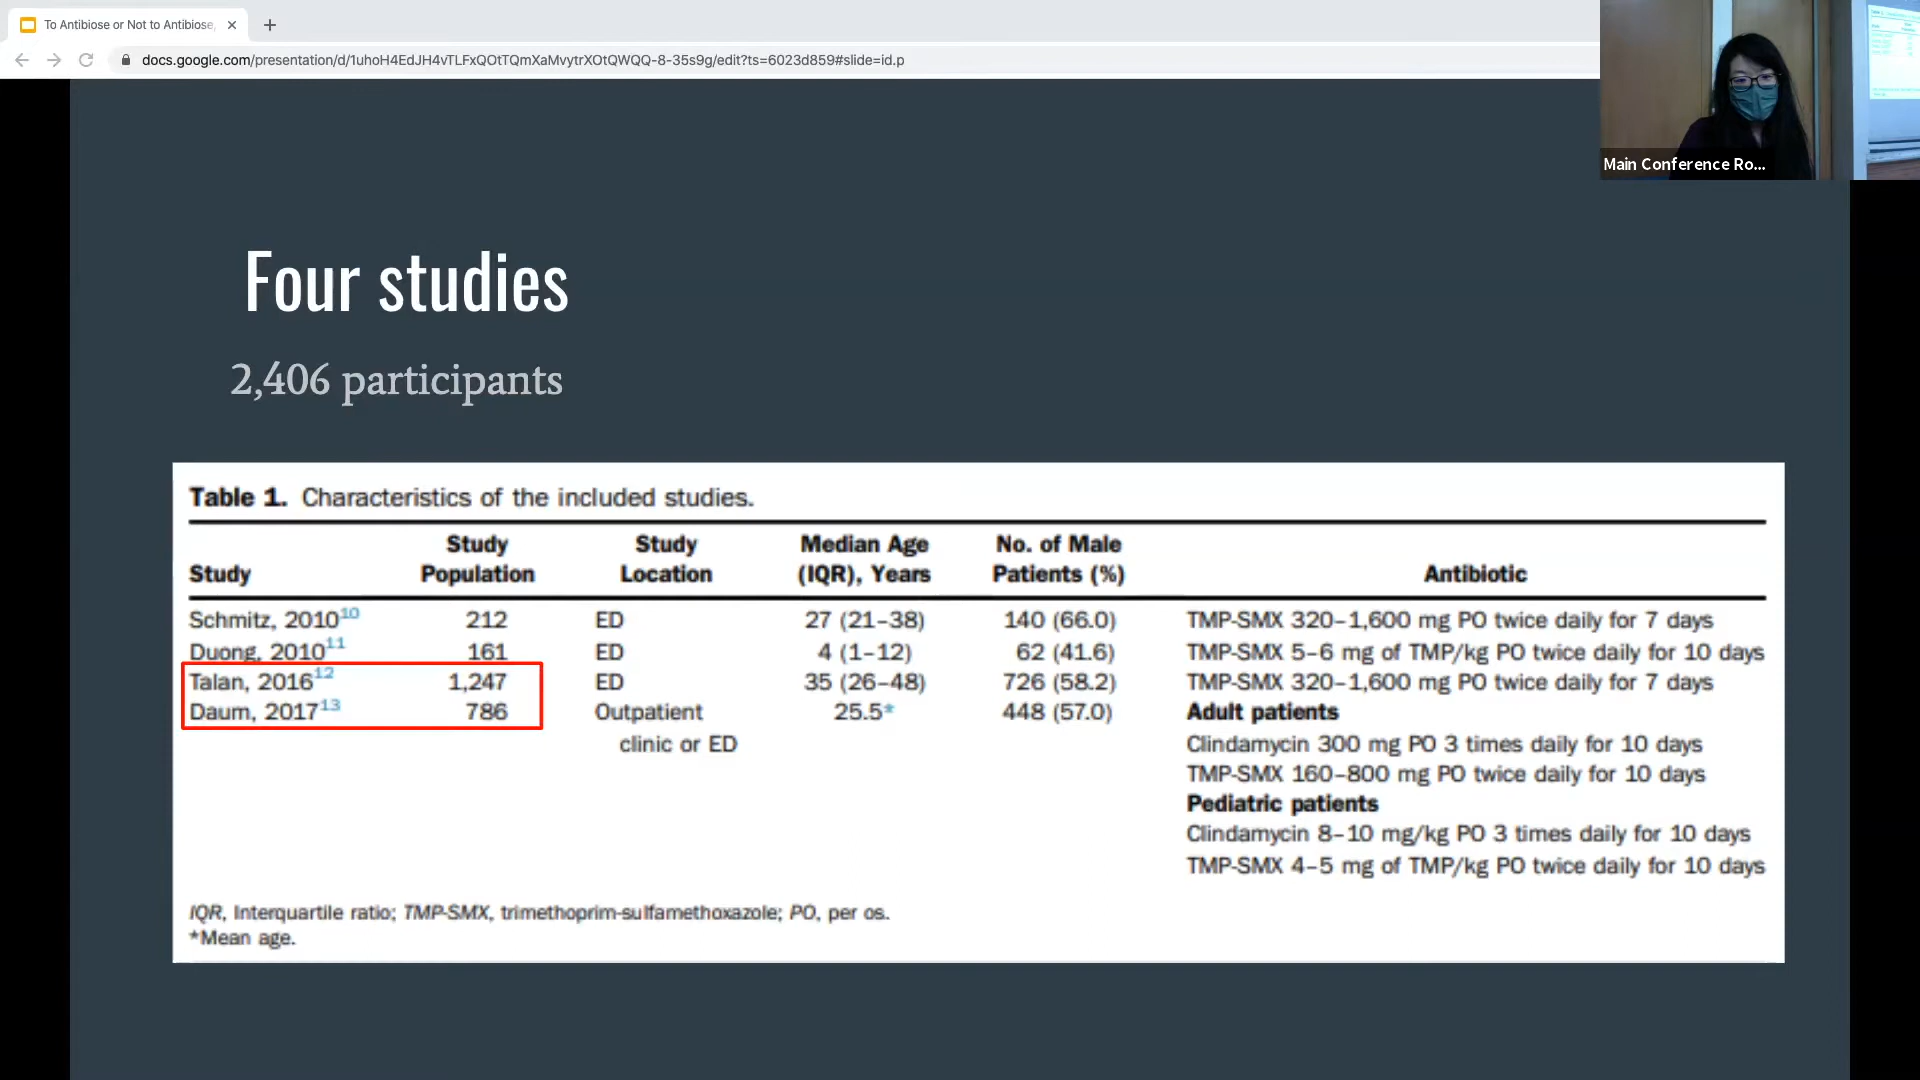 To Antibiose or Not to Antibiose,
docs.google.com/presentation/d/1uhoH4EdJH4vTLFxQOtTQmXaMvytrXOtQWQQ-8-35s9g/edit?ts=6023d859#slide=id.p
Main Conference Ro...
Four studies
2,406 participants
Table 1. Characteristics of the included studies.
Study Study Population Study Location Median Age (IQR), Years No. of Male Patients (%) Antibiotic
Schmitz, 2010¹⁰ 212 ED 27 (21–38) 140 (66.0) TMP-SMX 320–1,600 mg PO twice daily for 7 days
Duong, 2010¹¹ 161 ED 4 (1–12) 62 (41.6) TMP-SMX 5–6 mg of TMP/kg PO twice daily for 10 days
Talan, 2016¹² 1,247 ED 35 (26–48) 726 (58.2) TMP-SMX 320–1,600 mg PO twice daily for 7 days
Daum, 2017¹³ 786 Outpatient 25.5* 448 (57.0) Adult patients
clinic or ED Clindamycin 300 mg PO 3 times daily for 10 days
TMP-SMX 160–800 mg PO twice daily for 10 days
Pediatric patients
Clindamycin 8–10 mg/kg PO 3 times daily for 10 days
TMP-SMX 4–5 mg of TMP/kg PO twice daily for 10 days
IQR, Interquartile ratio; TMP-SMX, trimethoprim-sulfamethoxazole; PO, per os.
*Mean age.